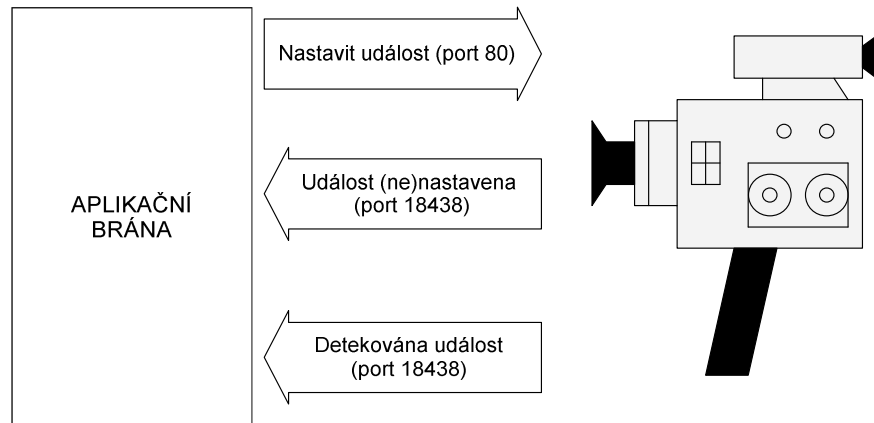 Nastavit událost (port 80)
Událost (ne)nastavena
(port 18438)
APLIKAČNÍ
BRÁNA
Detekována událost
(port 18438)